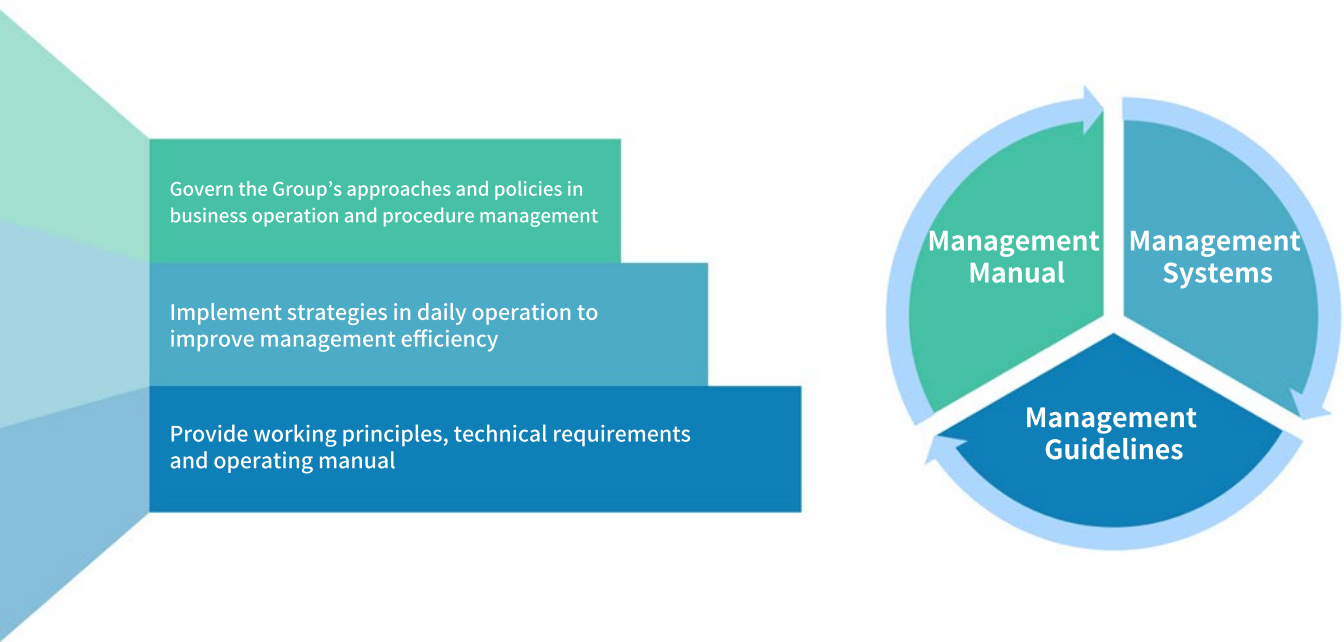 Govern the Group’s approaches and policies in
business operation and procedure management
Implement strategies in daily operation to
improve management efficiency
Provide working principles, technical requirements
and operating manual
Management
Manual
Management
Systems
Management
Guidelines